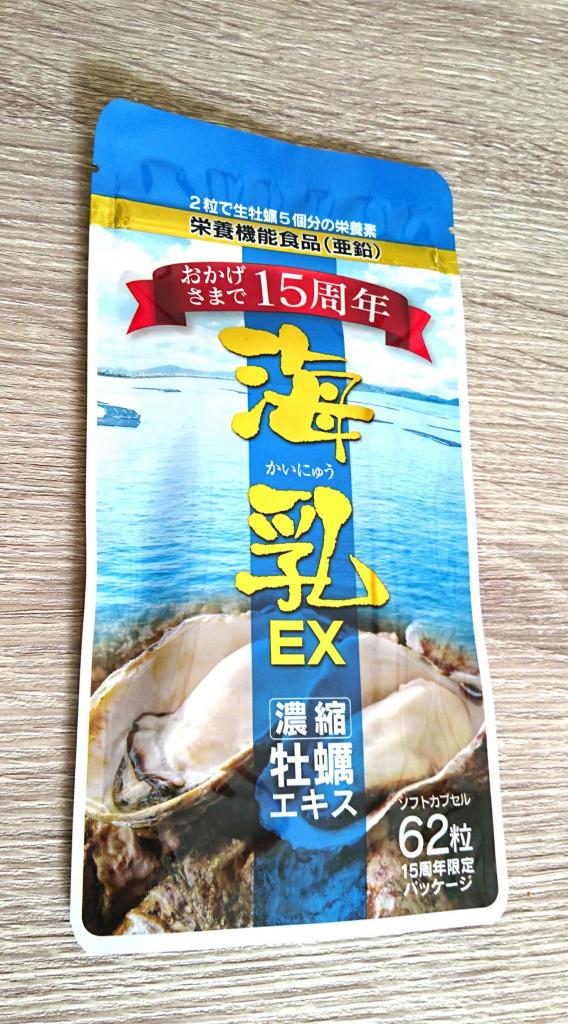 2粒で生牡蠣5個分の栄養素
栄養機能食品(亜鉛)
おかげ
さまで
15周年
海
かいにゅう
乳
EX
濃縮
牡蠣
エキス
ソフトカプセル
62粒
15周年限定
パッケージ